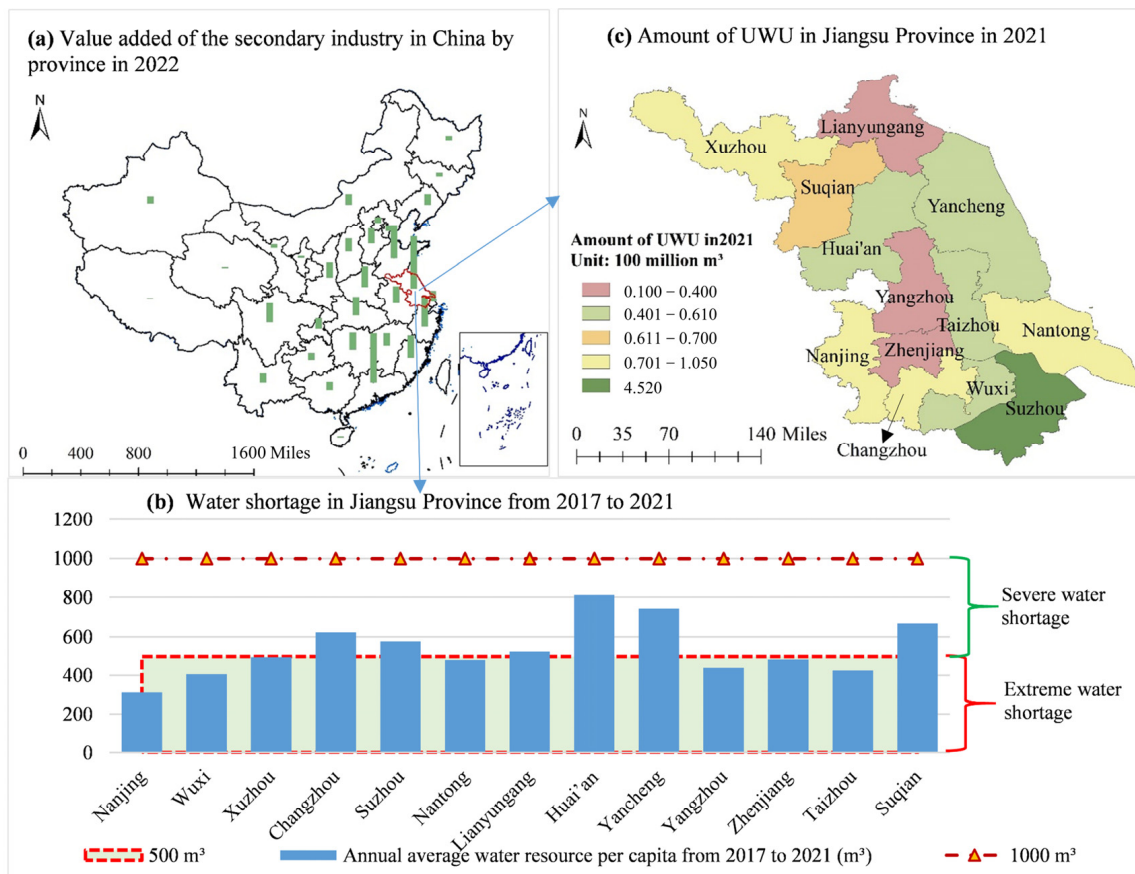 (a) Value added of the secondary industry in China by
province in 2022
N
0 400 800 1600 Miles
(c) Amount of UWU in Jiangsu Province in 2021
N
Lianyungang
Xuzhou
Suqian
Yancheng
Huai'an
Amount of UWU in2021
Unit: 100 million m³
0.100 – 0.400
0.401 – 0.610
0.611 – 0.700
0.701 – 1.050
4.520
Yangzhou
Taizhou
Nantong
Nanjing
Zhenjiang
Wuxi
Suzhou
Changzhou
0 35 70 140 Miles
(b) Water shortage in Jiangsu Province from 2017 to 2021
1200
1000
800
600
400
200
0
Severe water
shortage
Extreme water
shortage
Nanjing
Wuxi
Xuzhou
Changzhou
Suzhou
Nantong
Lianyungang
Huai’an
Yancheng
Yangzhou
Zhenjiang
Taizhou
Suqian
500 m³
Annual average water resource per capita from 2017 to 2021 (m³)
1000 m³